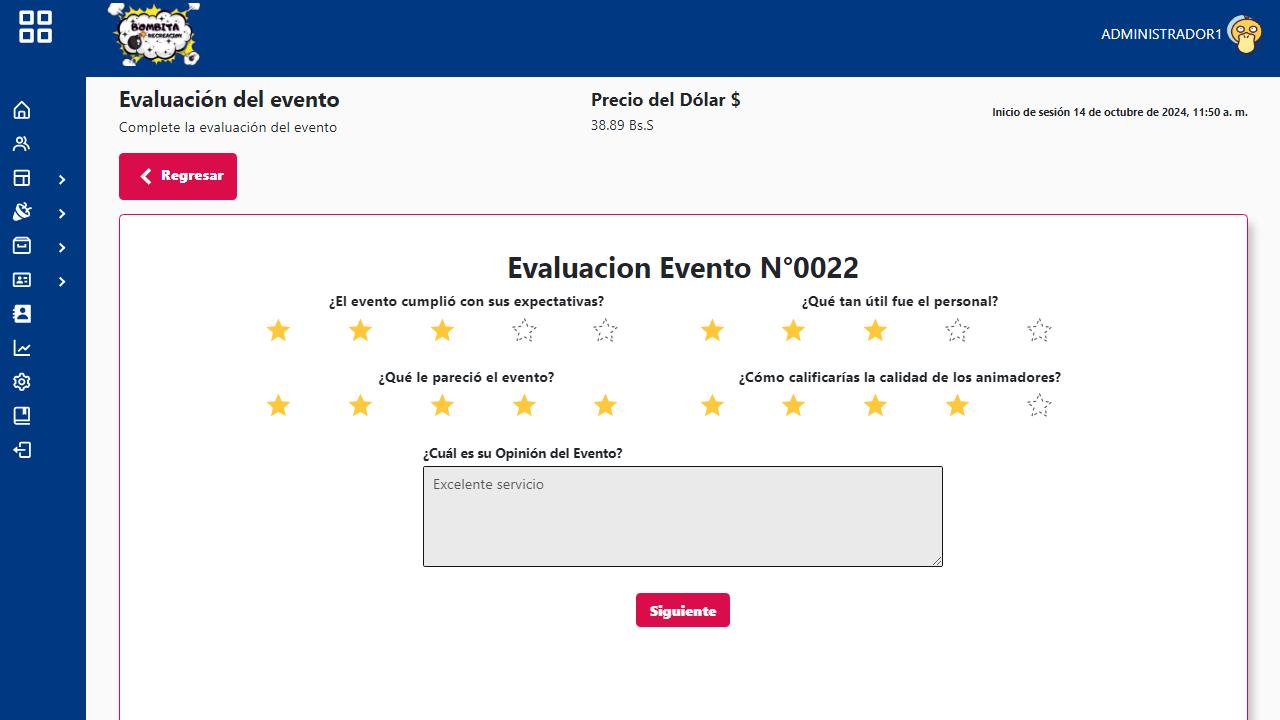 BOMBITA
RECREACION
ADMINISTRADOR1
Evaluación del evento
Complete la evaluación del evento
Precio del Dólar $
38.89 Bs.S
Inicio de sesión 14 de octubre de 2024, 11:50 a. m.
Regresar
Evaluacion Evento N°0022
¿El evento cumplió con sus expectativas?
¿Qué tan útil fue el personal?
¿Qué le pareció el evento?
¿Cómo calificarías la calidad de los animadores?
¿Cuál es su Opinión del Evento?
Excelente servicio
Siguiente